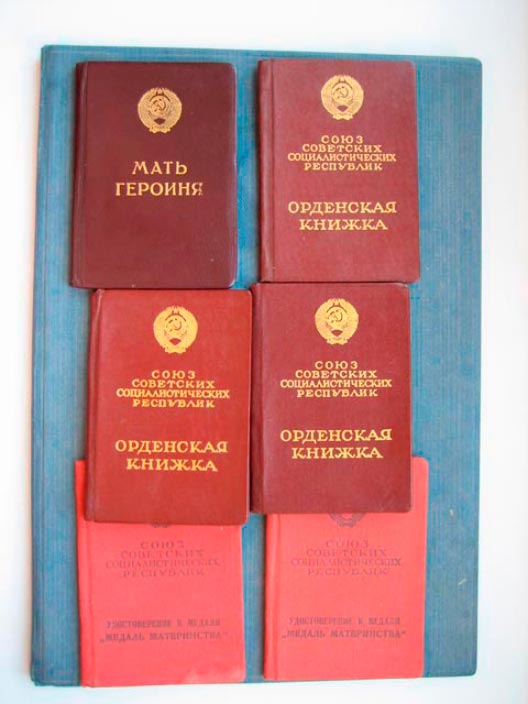 МАТЬ
ГЕРОИНЯ
СОЮЗ
СОВЕТСКИХ
СОЦИАЛИСТИЧЕСКИХ
РЕСПУБЛИК
ОРДЕНСКАЯ
КНИЖКА
СОЮЗ
СОВЕТСКИХ
СОЦИАЛИСТИЧЕСКИХ
РЕСПУБЛИК
ОРДЕНСКАЯ
КНИЖКА
СОЮЗ
СОВЕТСКИХ
СОЦИАЛИСТИЧЕСКИХ
РЕСПУБЛИК
ОРДЕНСКАЯ
КНИЖКА
СОЮЗ
СОВЕТСКИХ
СОЦИАЛИСТИЧЕСКИХ
РЕСПУБЛИК
УДОСТОВЕРЕНИЕ К МЕДАЛИ
„МЕДАЛЬ МАТЕРИНСТВА"
СОЮЗ
СОВЕТСКИХ
СОЦИАЛИСТИЧЕСКИХ
РЕСПУБЛИК
УДОСТОВЕРЕНИЕ К МЕДАЛИ
„МЕДАЛЬ МАТЕРИНСТВА"